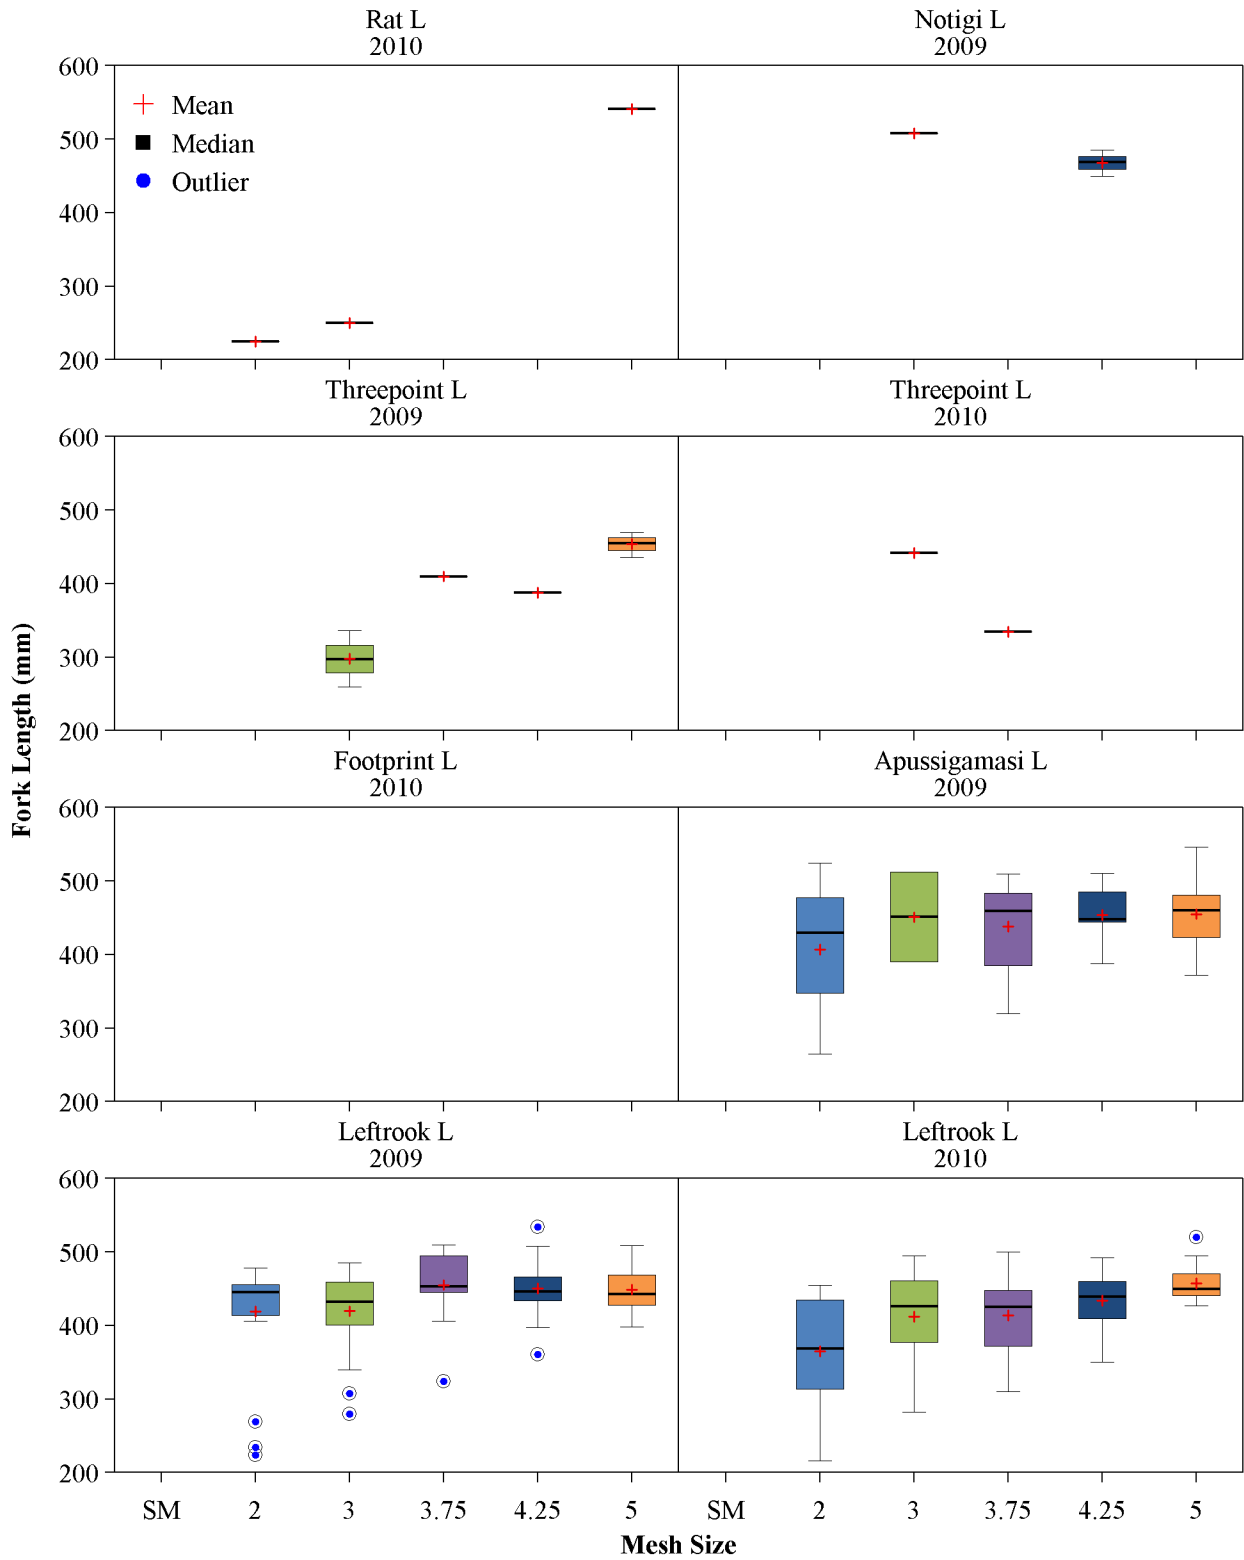 Rat L
2010
Notigi L
2009
600
500
400
300
200
Mean
Median
Outlier
Threepoint L
2009
Threepoint L
2010
600
500
400
300
200
Footprint L
2010
Apussigamasi L
2009
600
500
400
300
200
Leftrook L
2009
Leftrook L
2010
600
500
400
300
200
Fork Length (mm)
SM 2 3 3.75 4.25 5 SM 2 3 3.75 4.25 5
Mesh Size